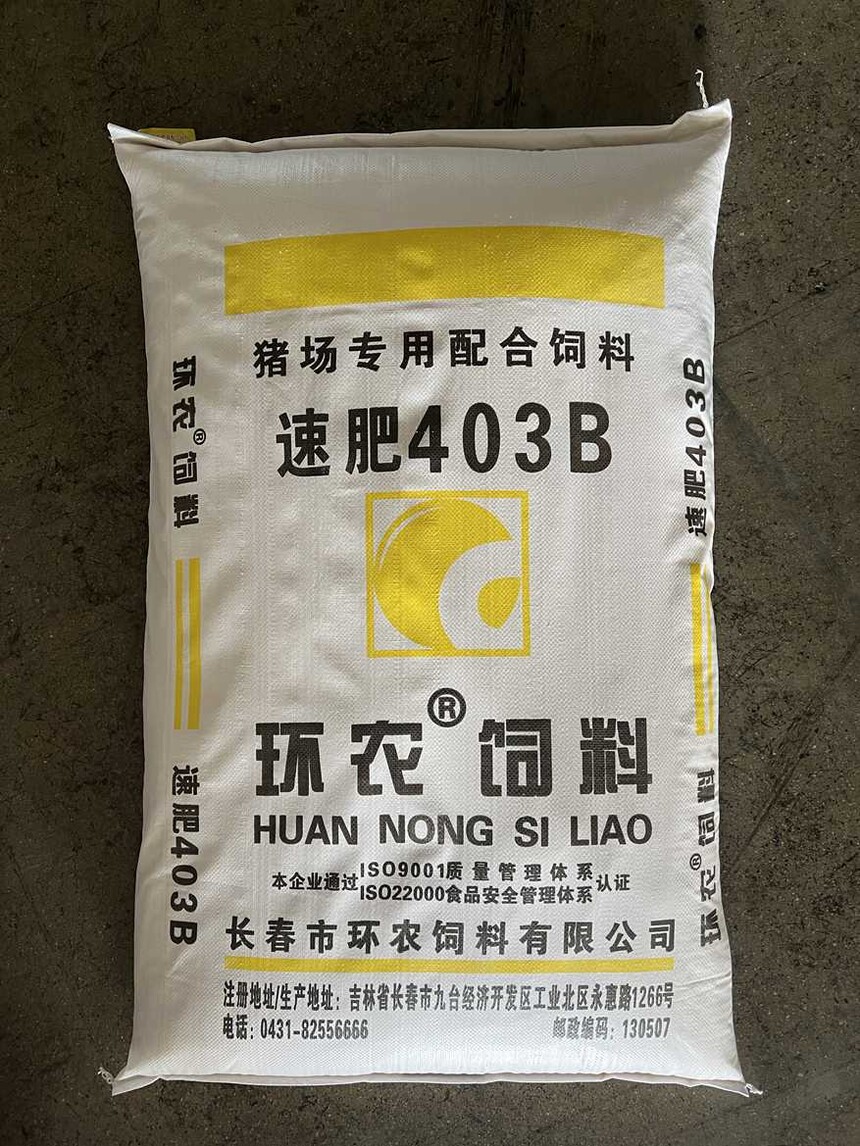 猪场专用配合饲料
速肥403B
环农®饲料
HUAN NONG SI LIAO
本企业通过ISO9001质量管理体系
ISO22000食品安全管理体系认证
长春市环农饲料有限公司
注册地址/生产地址：吉林省长春市九台经济开发区工业北区永惠路1266号
电话：0431-82556666 邮政编码：130507
环农®饲料
速肥403B
速肥403B
环农®饲料